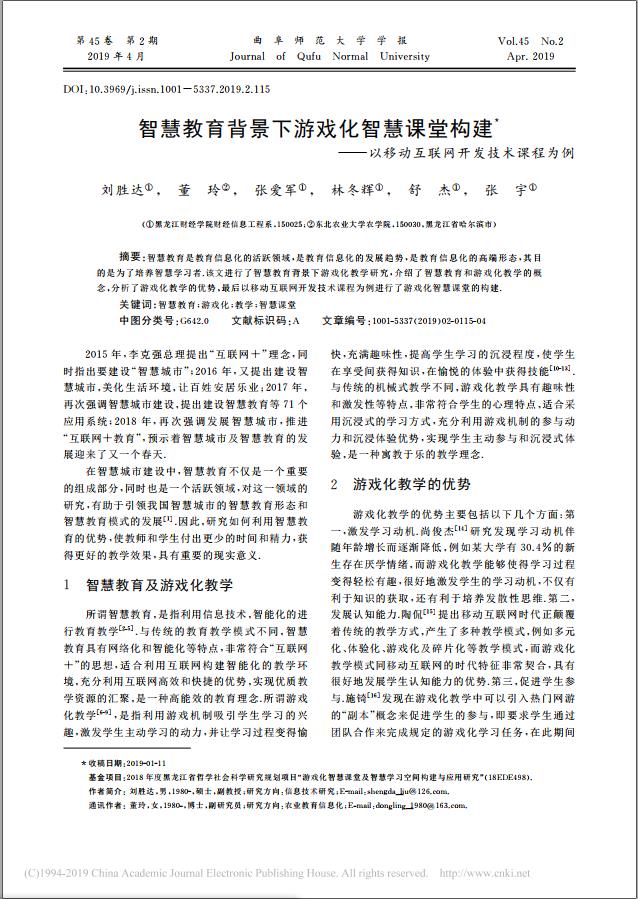 第 45 卷 第 2 期
2019 年 4 月
曲 阜 师 范 大 学 学 报
Journal of Qufu Normal University
Vol.45 No.2
Apr. 2019
DOI:10.3969/j.issn.1001-5337.2019.2.115
智慧教育背景下游戏化智慧课堂构建*
——以移动互联网开发技术课程为例
刘胜达①, 董 玲②, 张爱军①, 林冬辉①, 舒 杰①, 张 宇①
(①黑龙江财经学院财经信息工程系,150025;②东北农业大学农学院,150030,黑龙江省哈尔滨市)
摘要:智慧教育是教育信息化的活跃领域,是教育信息化的发展趋势,是教育信息化的高端形态,其目
的是为了培养智慧学习者.该文进行了智慧教育背景下游戏化教学研究,介绍了智慧教育和游戏化教学的概
念,分析了游戏化教学的优势,最后以移动互联网开发技术课程为例进行了游戏化智慧课堂的构建.
关键词:智慧教育;游戏化;教学;智慧课堂
中图分类号:G642.0 文献标识码:A 文章编号:1001-5337(2019)02-0115-04
2015 年,李克强总理提出“互联网+”理念,同
时指出要建设“智慧城市”;2016 年,又提出建设智
慧城市,美化生活环境,让百姓安居乐业;2017 年,
再次强调智慧城市建设,提出建设智慧教育等 71 个
应用系统;2018 年,再次强调发展智慧城市,推进
“互联网+教育”,预示着智慧城市及智慧教育的发
展迎来了又一个春天.
在智慧城市建设中,智慧教育不仅是一个重要
的组成部分,同时也是一个活跃领域,对这一领域的
研究,有助于引领我国智慧城市的智慧教育形态和
智慧教育模式的发展[1].因此,研究如何利用智慧教
育的优势,使教师和学生付出更少的时间和精力,获
得更好的教学效果,具有重要的现实意义.
1 智慧教育及游戏化教学
所谓智慧教育,是指利用信息技术,智能化的进
行教育教学[2-5].与传统的教育教学模式不同,智慧
教育具有网络化和智能化等特点,非常符合“互联网
+”的思想,适合利用互联网构建智能化的教学环
境,充分利用互联网高效和快捷的优势,实现优质教
学资源的汇聚,是一种高能效的教育理念.所谓游戏
化教学[6-9],是指利用游戏机制吸引学生学习的兴
趣,激发学生主动学习的动力,并让学习过程变得愉
快,充满趣味性,提高学生学习的沉浸程度,使学生
在享受间获得知识,在愉悦的体验中获得技能[10-13].
与传统的机械式教学不同,游戏化教学具有趣味性
和激发性等特点,非常符合学生的心理特点,适合采
用沉浸式的学习方式,充分利用游戏机制的参与动
力和沉浸体验优势,实现学生主动参与和沉浸式体
验,是一种寓教于乐的教学理念.
2 游戏化教学的优势
游戏化教学的优势主要包括以下几个方面:第
一,激发学习动机.尚俊杰[14]研究发现学习动机伴
随年龄增长而逐渐降低,例如某大学有 30.4%的新
生存在厌学情绪,而游戏化教学能够使得学习过程
变得轻松有趣,很好地激发学生的学习动机,不仅有
利于知识的获取,还有利于培养发散性思维.第二,
发展认知能力.陶侃[15]提出移动互联网时代正颠覆
着传统的教学方式,产生了多种教学模式,例如多元
化、体验化、游戏化及碎片化等教学模式,而游戏化
教学模式同移动互联网的时代特征非常契合,具有
很好地发展学生认知能力的优势.第三,促进学生参
与.施锜[16]发现在游戏化教学中可以引入热门网游
的“副本”概念来促进学生的参与,即要求学生通过
团队合作来完成规定的游戏化学习任务,在此期间
* 收稿日期:2019-01-11
基金项目:2018 年度黑龙江省哲学社会科学研究规划项目“游戏化智慧课堂及智慧学习空间构建与应用研究”(18EDE498).
作者简介:刘胜达,男,1980-,硕士,副教授;研究方向:信息技术研究;E-mail:shengda_liu@126.com.
通讯作者:董玲,女,1980-,博士,副研究员;研究方向:农业教育信息化;E-mail:dongling_1980@163.com.
(C)1994-2019 China Academic Journal Electronic Publishing House. All rights reserved. http://www.cnki.net